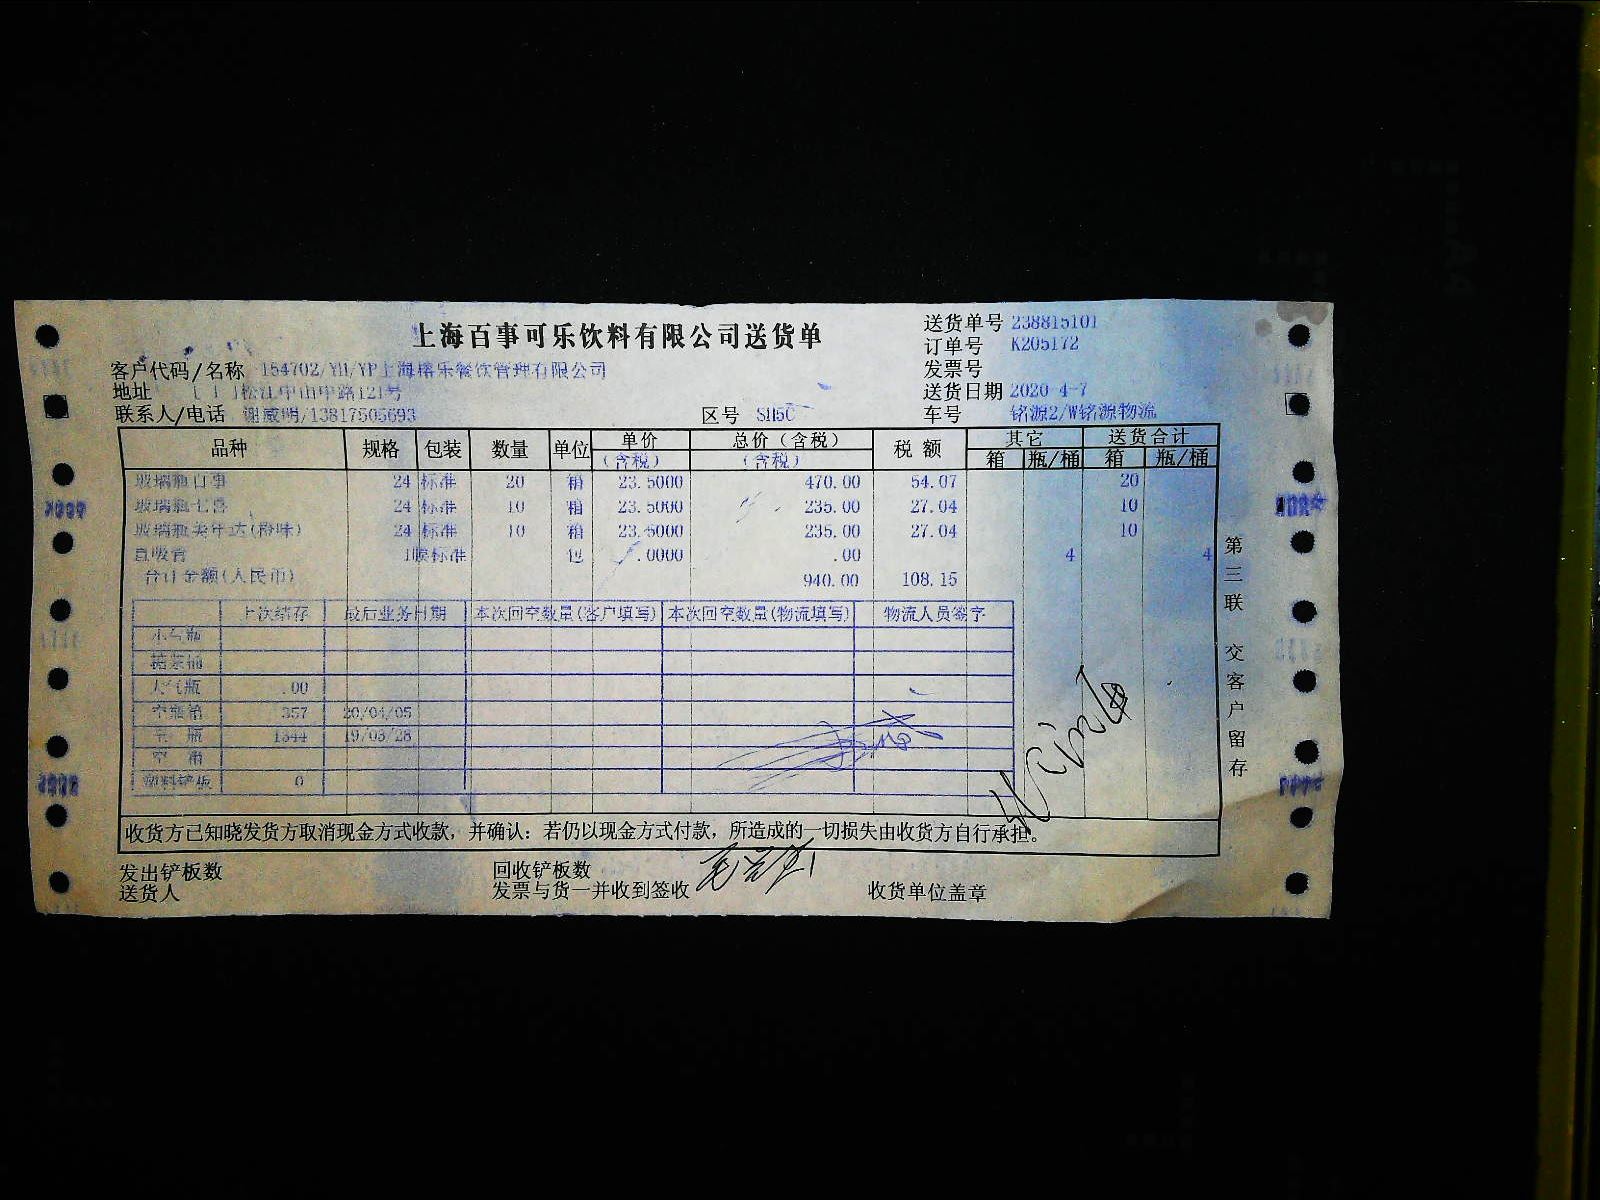 上海百事可乐饮料有限公司送货单
送货单号 238815101
订单号 K205172
发票号
客户代码/名称 154702/YH/YP上海榕乐餐饮管理有限公司
送货日期 2020-4-7
地址 [ ]松江中山中路121号
联系人/电话 谢威明/13817505693 区号 SH5C 车号 铭源2/W铭源物流
品种 规格 包装 数量 单位 单价(含税) 总价(含税)(含税) 税额 其它 送货合计
箱 瓶/桶 箱 瓶/桶
玻璃瓶百事 24 标准 20 箱 23.5000 470.00 54.07 20
玻璃瓶七喜 24 标准 10 箱 23.5000 235.00 27.04 10
玻璃瓶美年达(橙味) 24 标准 10 箱 23.5000 235.00 27.04 10
直吸管 1 标准 包 .0000 .00 4 4
合计金额(人民币) 940.00 108.15
上次结存 最后业务日期 本次回空数量(客户填写) 本次回空数量(物流填写) 物流人员签字
大气瓶 .00
空瓶箱 357 20/04/05
空 瓶 1344 19/03/28
塑料铲板 0
收货方已知晓发货方取消现金方式收款，并确认：若仍以现金方式付款，所造成的一切损失由收货方自行承担。
发出铲板数 回收铲板数
送货人 发票与货一并收到签收 收货单位盖章
第三联 交客户留存